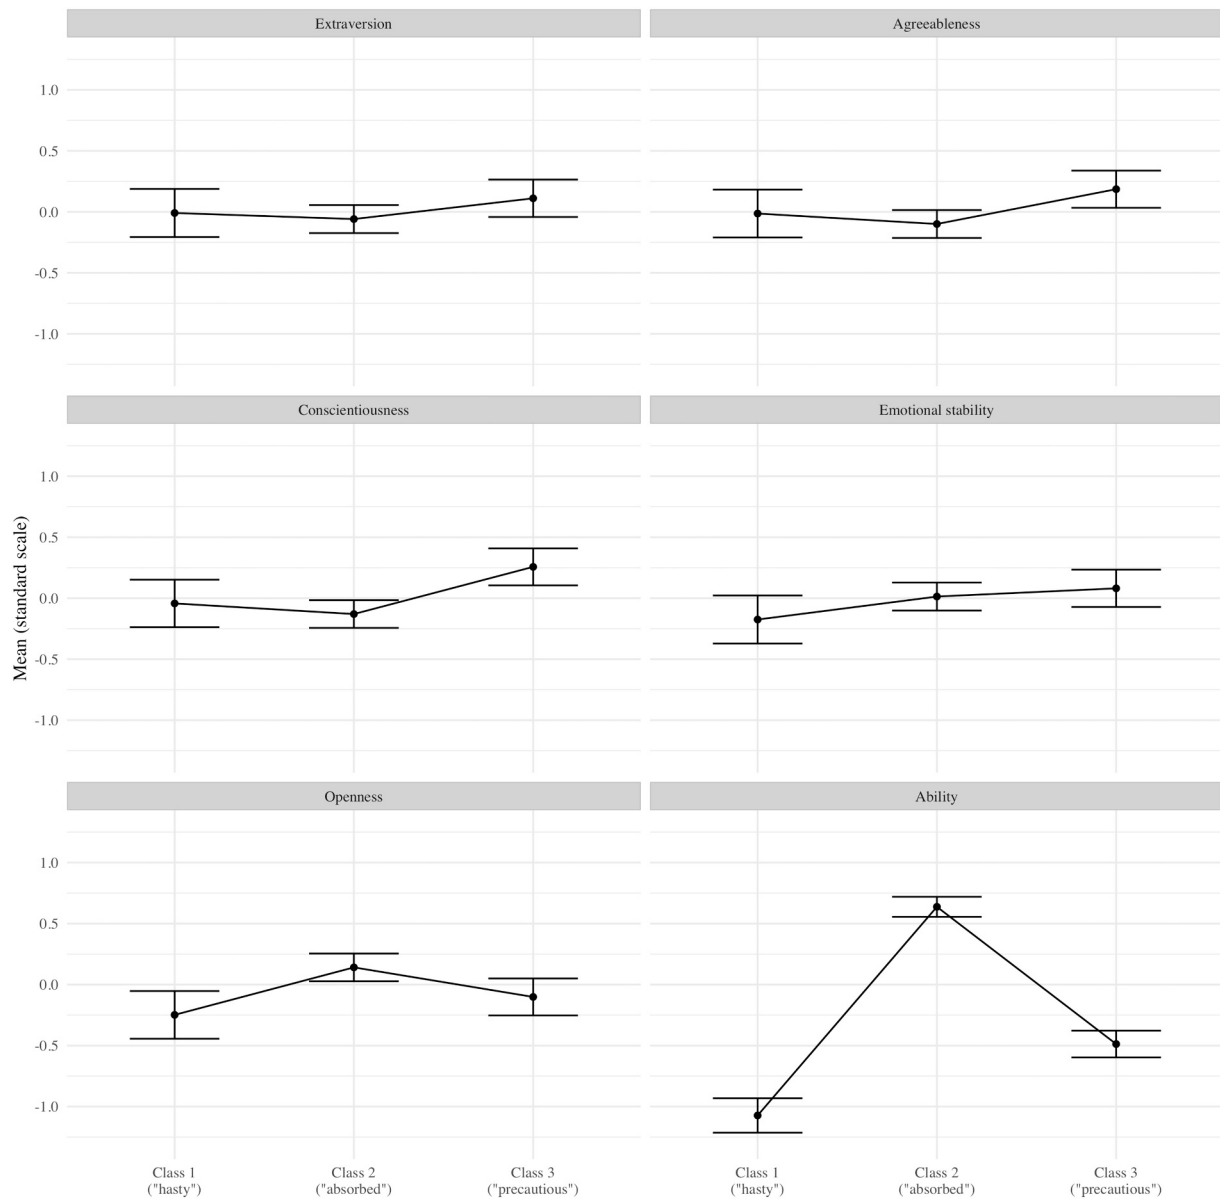 Extraversion
Agreeableness
1.0
0.5
0.0
-0.5
-1.0
Conscientiousness
Emotional stability
1.0
0.5
0.0
-0.5
-1.0
Mean (standard scale)
Openness
Ability
1.0
0.5
0.0
-0.5
-1.0
Class 1
("hasty")
Class 2
("absorbed")
Class 3
("precautious")
Class 1
("hasty")
Class 2
("absorbed")
Class 3
("precautious")